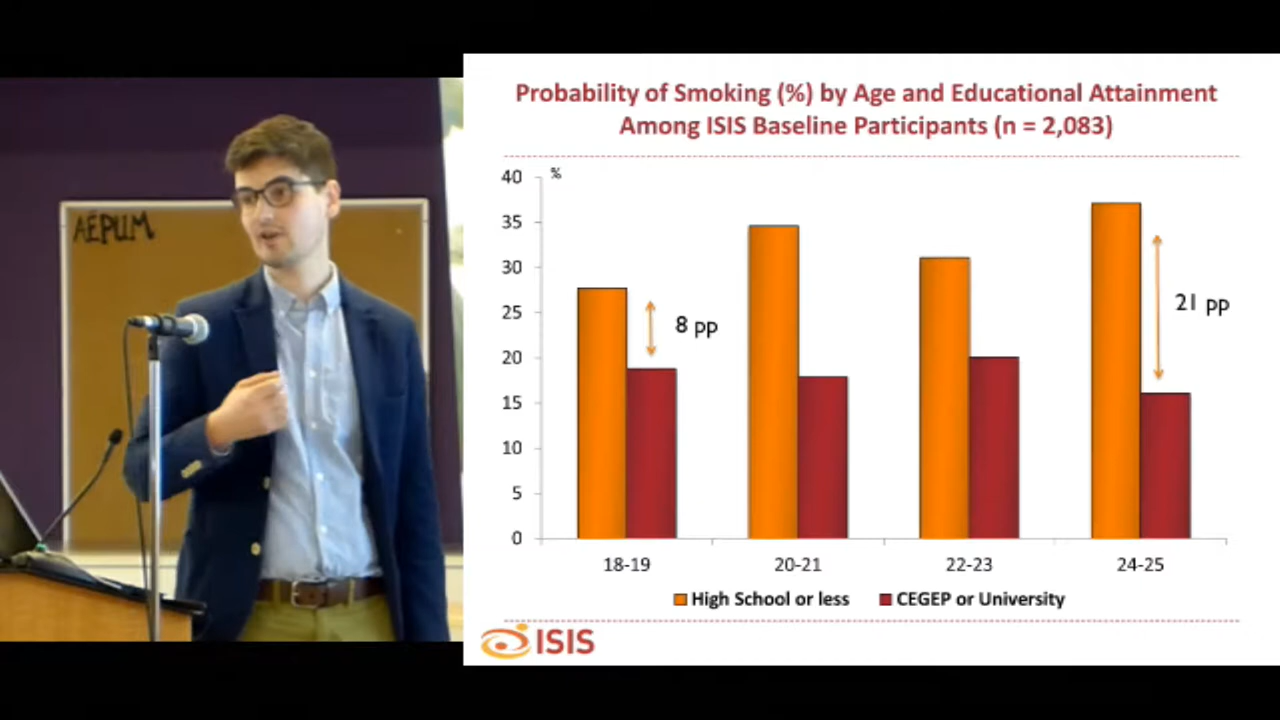 AÉPUM
Probability of Smoking (%) by Age and Educational Attainment
Among ISIS Baseline Participants (n = 2,083)
%
40
35
30
25
20
15
10
5
0
8 pp
21 pp
18-19
20-21
22-23
24-25
High School or less
CEGEP or University
ISIS